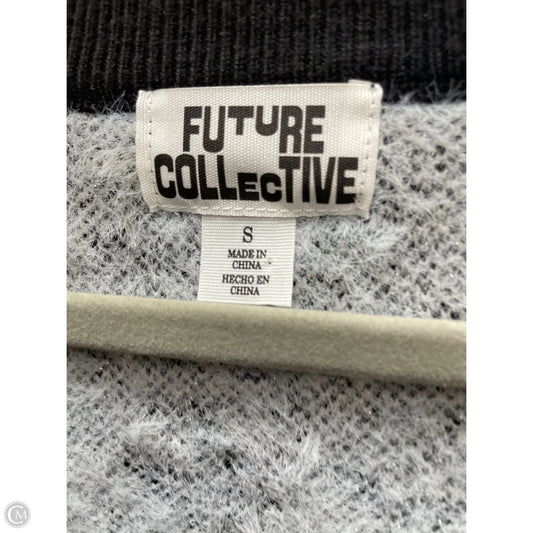 FUTURE
COLLECTIVE
S
MADE IN
CHINA
HECHO EN
CHINA